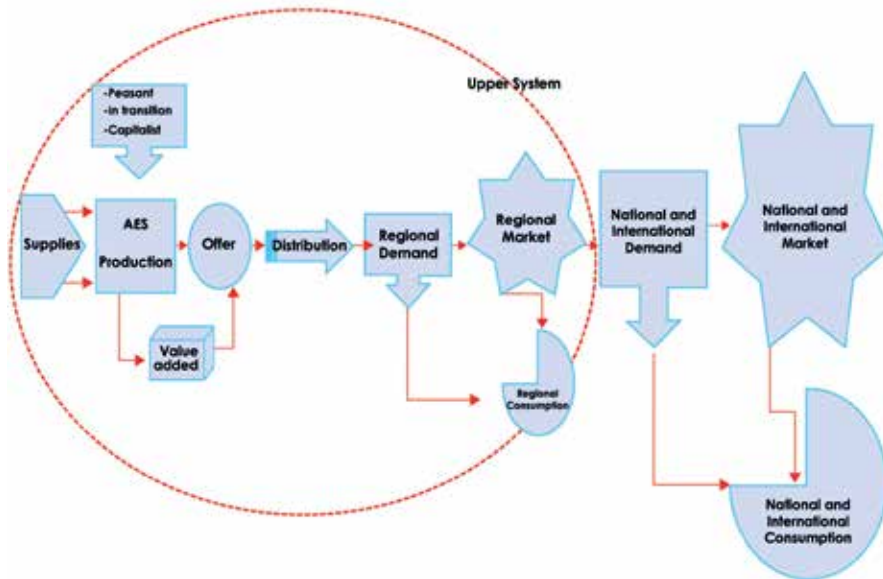 Upper System
-Peasant
-In transition
-Capitalist
Supplies
AES
Production
Offer
Distribution
Regional
Demand
Regional
Market
National and
International
Demand
National and
International
Market
Value
added
Regional
Consumption
National and
International
Consumption